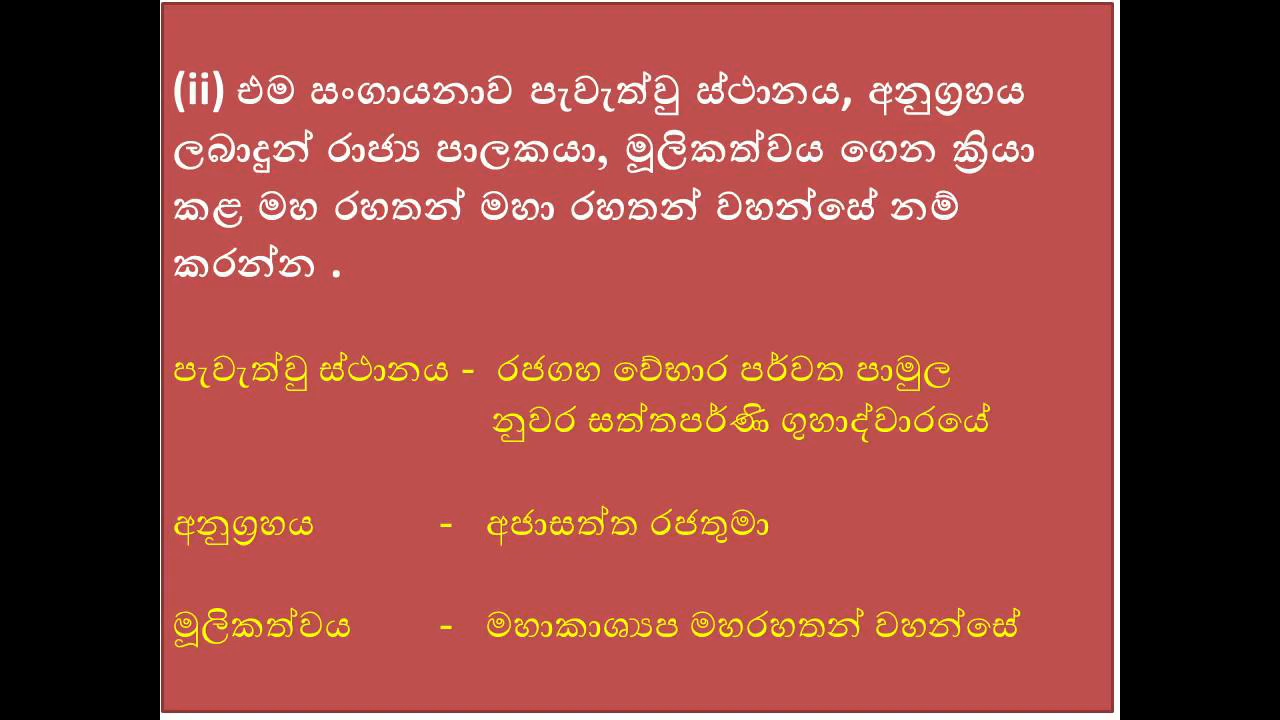 (ii) එම සංගායනාව පැවැත්වු ස්ථානය, අනුග්‍රහය
ලබාදුන් රාජ්‍ය පාලකයා, මූලිකත්වය ගෙන ක්‍රියා
කළ මහ රහතන් මහා රහතන් වහන්සේ නම්
කරන්න .
පැවැත්වු ස්ථානය - රජගහ වේභාර පර්වත පාමුල
නුවර සත්තපර්ණි ගුහාද්වාරයේ
අනුග්‍රහය - අජාසත්ත රජතුමා
මූලිකත්වය - මහාකාශ්‍යප මහරහතන් වහන්සේ